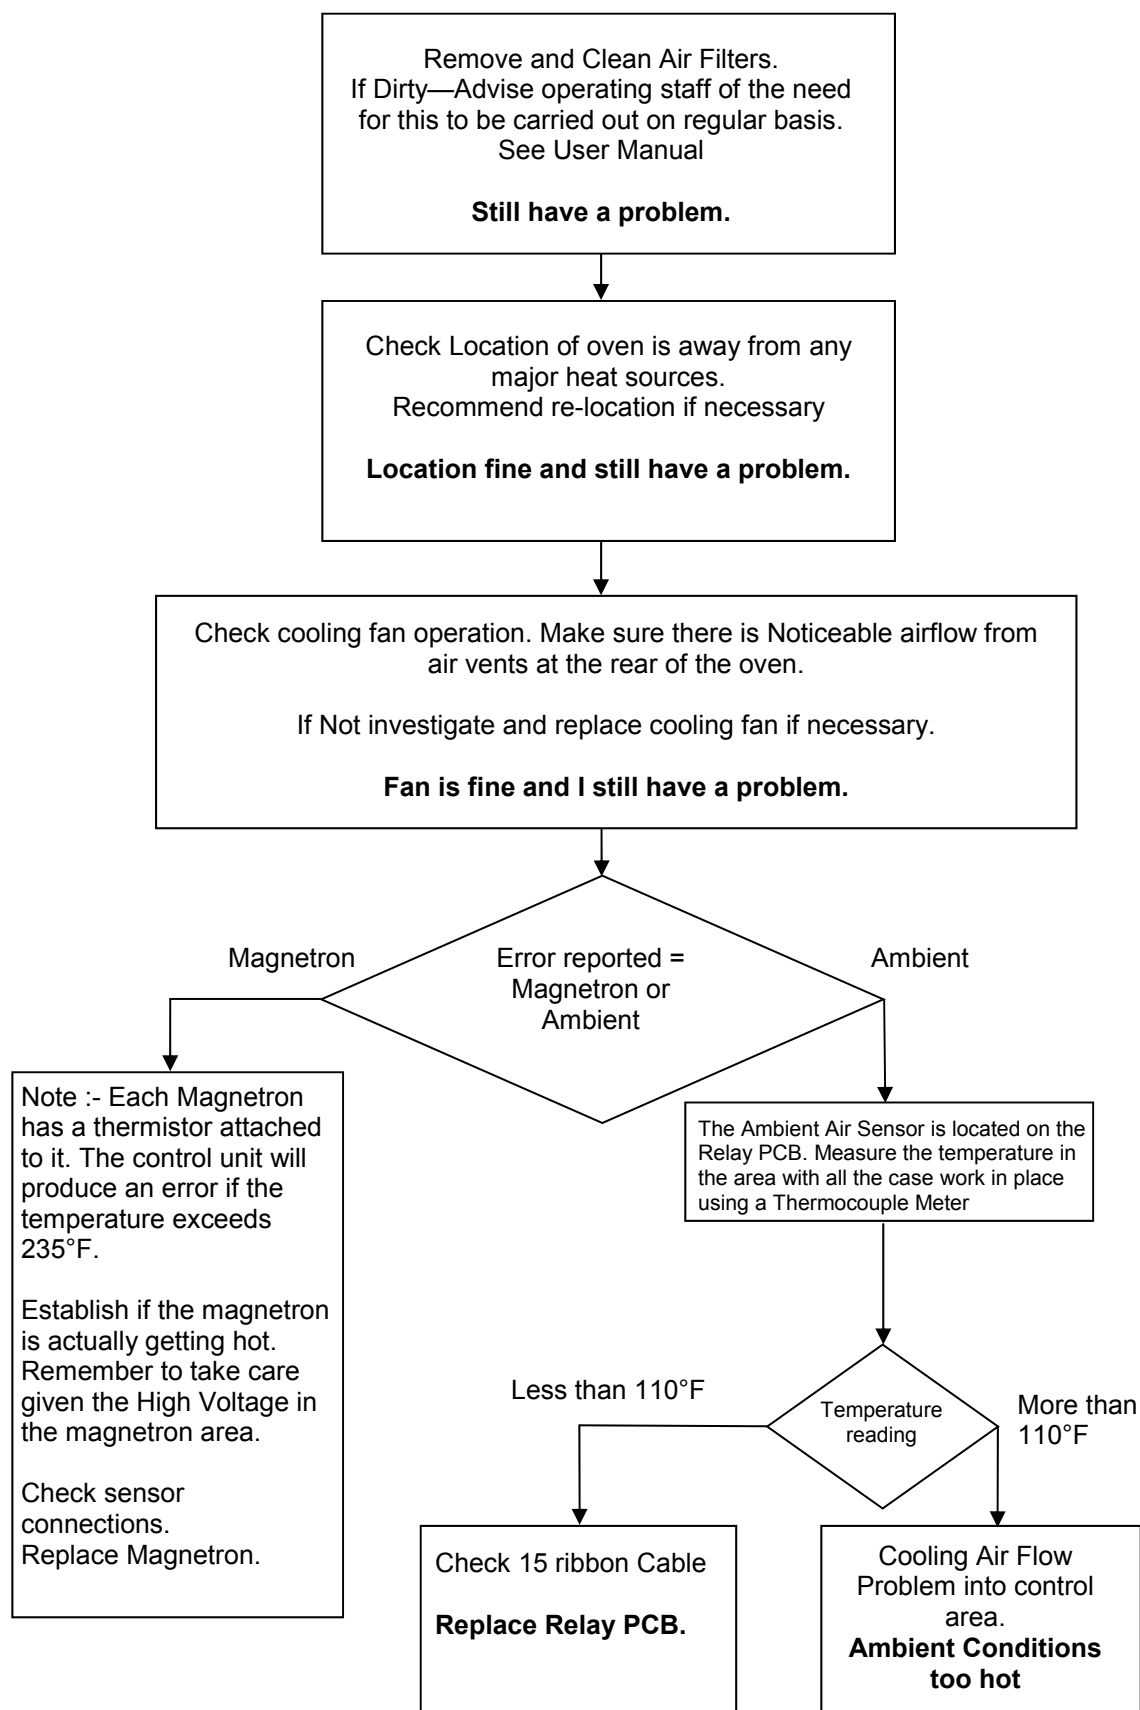 Remove and Clean Air Filters.
If Dirty—Advise operating staff of the need
for this to be carried out on regular basis.
See User Manual
Still have a problem.
Check Location of oven is away from any
major heat sources.
Recommend re-location if necessary
Location fine and still have a problem.
Check cooling fan operation. Make sure there is Noticeable airflow from
air vents at the rear of the oven.
If Not investigate and replace cooling fan if necessary.
Fan is fine and I still have a problem.
Magnetron
Error reported =
Magnetron or
Ambient
Ambient
Note :- Each Magnetron
has a thermistor attached
to it. The control unit will
produce an error if the
temperature exceeds
235°F.
Establish if the magnetron
is actually getting hot.
Remember to take care
given the High Voltage in
the magnetron area.
Check sensor
connections.
Replace Magnetron.
The Ambient Air Sensor is located on the
Relay PCB. Measure the temperature in
the area with all the case work in place
using a Thermocouple Meter
Less than 110°F
Temperature
reading
More than
110°F
Check 15 ribbon Cable
Replace Relay PCB.
Cooling Air Flow
Problem into control
area.
Ambient Conditions
too hot